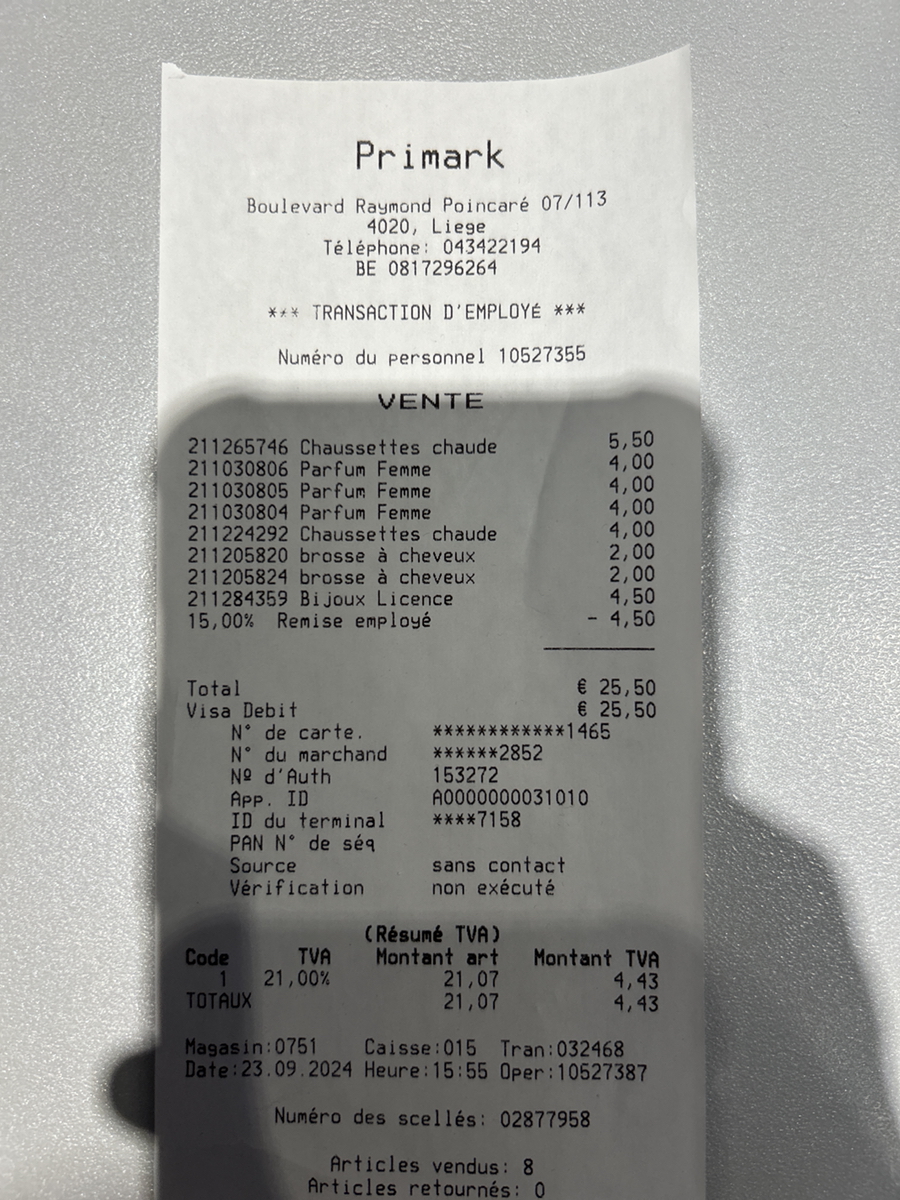 Primark
Boulevard Raymond Poincaré 07/113
4020, Liege
Téléphone: 043422194
BE 0817296264
*** TRANSACTION D'EMPLOYÉ ***
Numéro du personnel 10527355
VENTE
211265746 Chaussettes chaude 5,50
211030806 Parfum Femme 4,00
211030805 Parfum Femme 4,00
211030804 Parfum Femme 4,00
211224292 Chaussettes chaude 4,00
211205820 brosse à cheveux 2,00
211205824 brosse à cheveux 2,00
211284359 Bijoux Licence 4,50
15,00% Remise employé - 4,50
Total € 25,50
Visa Debit € 25,50
N° de carte. ************1465
N° du marchand ******2852
Nº d'Auth 153272
App. ID A0000000031010
ID du terminal ****7158
PAN N° de séq
Source sans contact
Vérification non exécuté
(Résumé TVA)
Code TVA Montant art Montant TVA
1 21,00% 21,07 4,43
TOTAUX 21,07 4,43
Magasin:0751 Caisse:015 Tran:032468
Date:23.09.2024 Heure:15:55 Oper:10527387
Numéro des scellés: 02877958
Articles vendus: 8
Articles retournés: 0